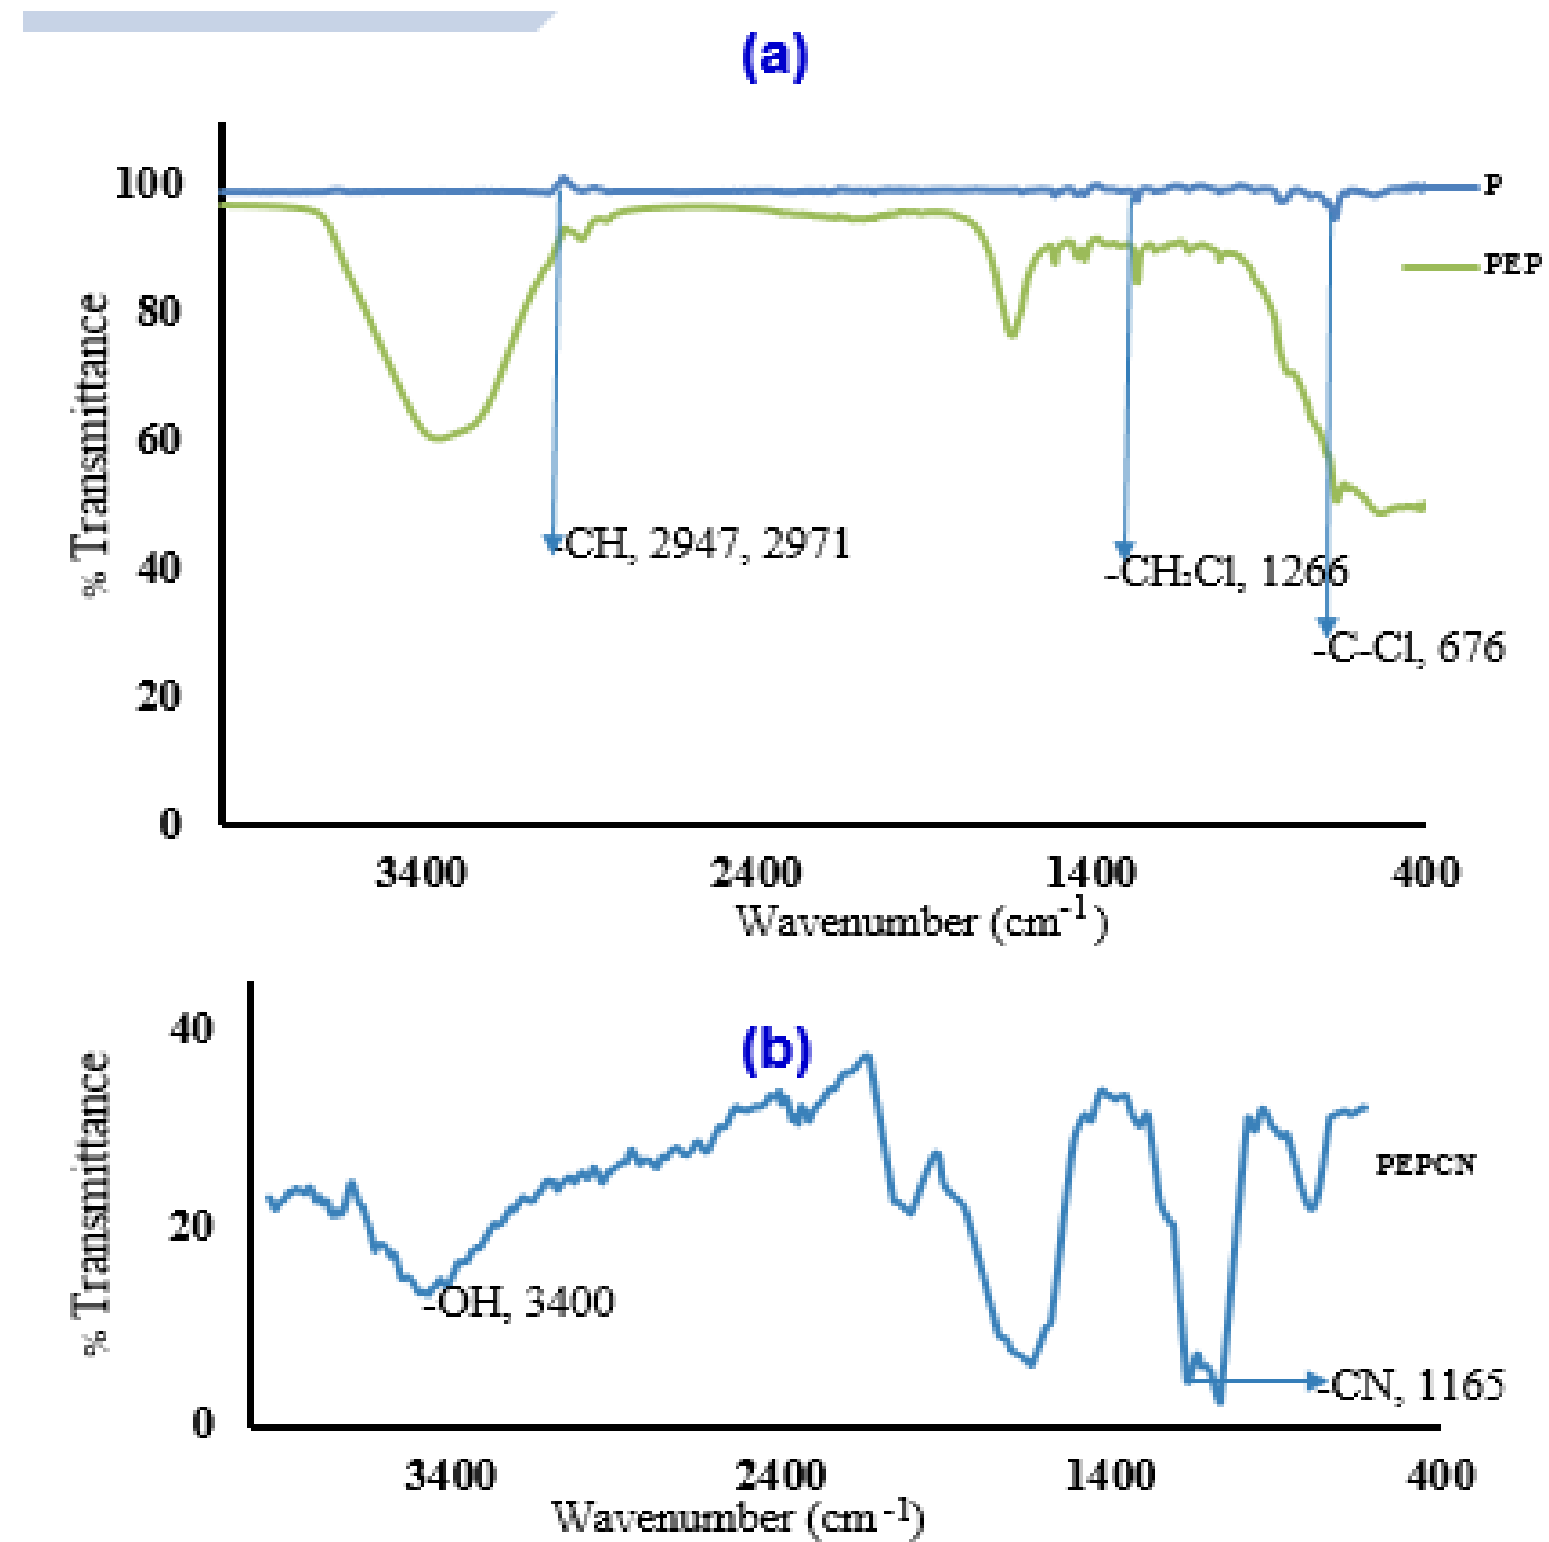 (a)
100
P
PEP
80
60
40
20
0
% Transmittance
-CH, 2947, 2971
-CH₂Cl, 1266
-C-Cl, 676
3400 2400 1400 400
Wavenumber (cm⁻¹)
(b)
40
20
0
% Transmittance
PEPCN
-OH, 3400
-CN, 1165
3400 2400 1400 400
Wavenumber (cm⁻¹)